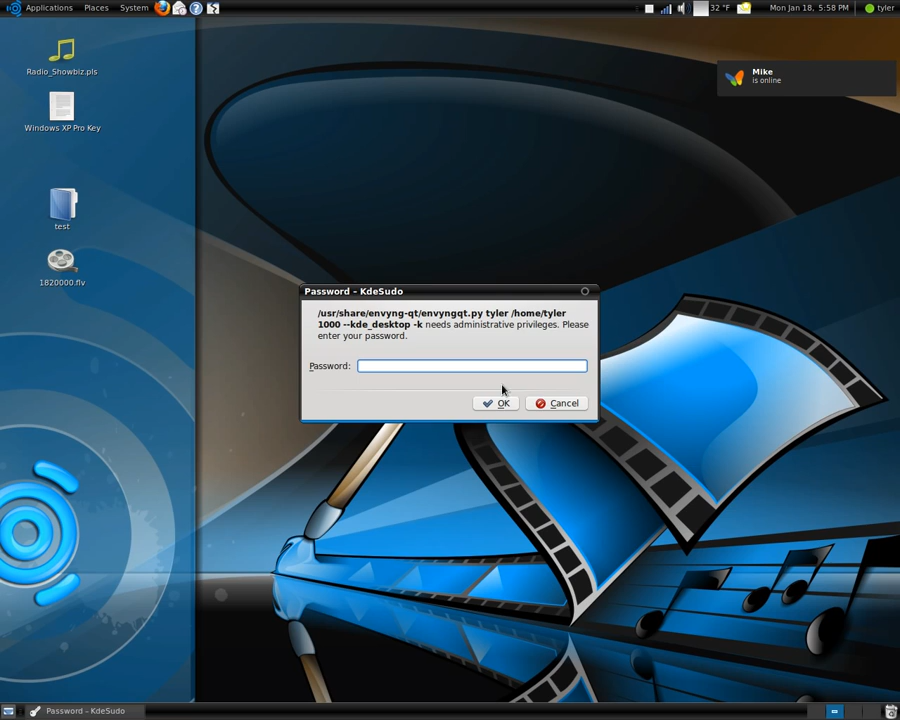 Applications Places System
32 °F
Mon Jan 18, 5:58 PM
tyler
Radio_Showbiz.pls
Windows XP Pro Key
test
1820000.flv
Mike
is online
Password – KdeSudo
/usr/share/envyng-qt/envyngqt.py tyler /home/tyler
1000 --kde_desktop -k needs administrative privileges. Please
enter your password.
Password:
OK
Cancel
Password – KdeSudo